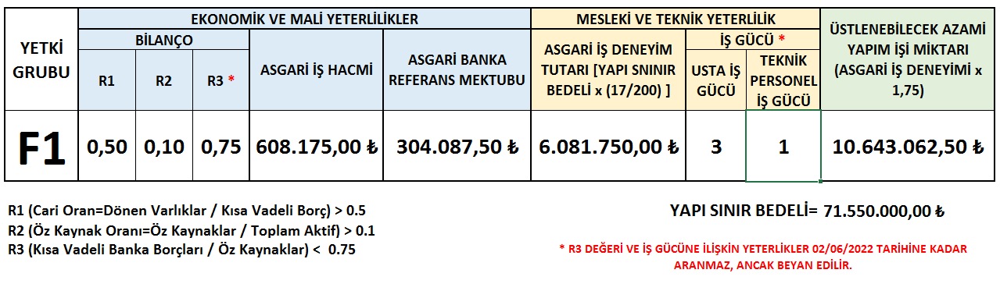 YETKİ GRUBU
EKONOMİK VE MALİ YETERLİLİKLER
MESLEKİ VE TEKNİK YETERLİLİK
ÜSTLENEBİLECEK AZAMİ
YAPIM İŞİ MİKTARI
(ASGARİ İŞ DENEYİMİ x
1,75)
BİLANÇO
R1
R2
R3 *
ASGARİ İŞ HACMİ
ASGARİ BANKA
REFERANS MEKTUBU
ASGARİ İŞ DENEYİM
TUTARI [YAPI SNINIR
BEDELİ x (17/200) ]
İŞ GÜCÜ *
USTA İŞ
GÜCÜ
TEKNİK
PERSONEL
İŞ GÜCÜ
F1
0,50
0,10
0,75
608.175,00 ₺
304.087,50 ₺
6.081.750,00 ₺
3
1
10.643.062,50 ₺
R1 (Cari Oran=Dönen Varlıklar / Kısa Vadeli Borç) > 0.5
R2 (Öz Kaynak Oranı=Öz Kaynaklar / Toplam Aktif) > 0.1
R3 (Kısa Vadeli Banka Borçları / Öz Kaynaklar) < 0.75
YAPI SINIR BEDELİ= 71.550.000,00 ₺
* R3 DEĞERİ VE İŞ GÜCÜNE İLİŞKİN YETERLİKLER 02/06/2022 TARİHİNE KADAR
ARANMAZ, ANCAK BEYAN EDİLİR.